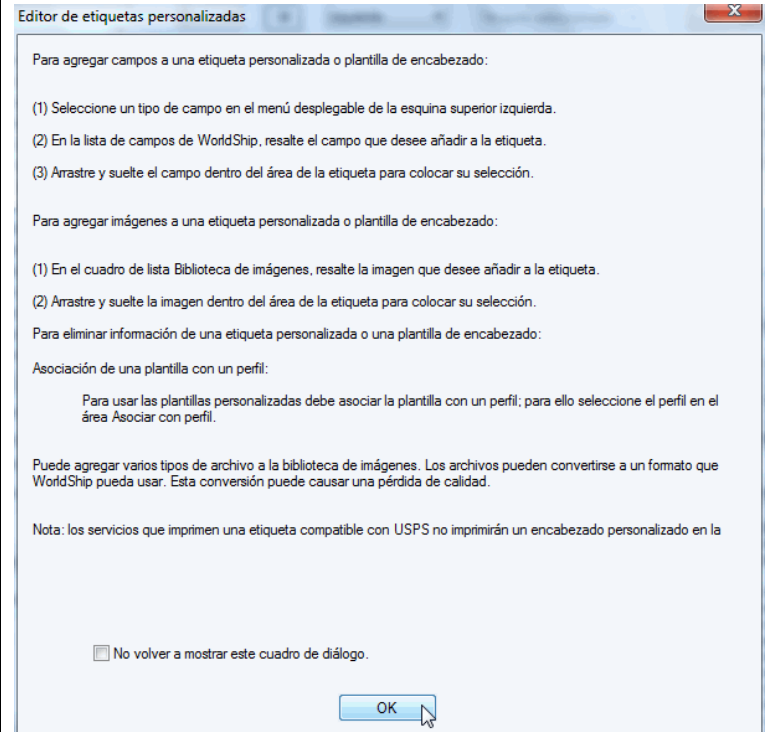 Editor de etiquetas personalizadas
Para agregar campos a una etiqueta personalizada o plantilla de encabezado:
(1) Seleccione un tipo de campo en el menú desplegable de la esquina superior izquierda.
(2) En la lista de campos de WorldShip, resalte el campo que desee añadir a la etiqueta.
(3) Arrastre y suelte el campo dentro del área de la etiqueta para colocar su selección.
Para agregar imágenes a una etiqueta personalizada o plantilla de encabezado:
(1) En el cuadro de lista Biblioteca de imágenes, resalte la imagen que desee añadir a la etiqueta.
(2) Arrastre y suelte la imagen dentro del área de la etiqueta para colocar su selección.
Para eliminar información de una etiqueta personalizada o una plantilla de encabezado:
Asociación de una plantilla con un perfil:
Para usar las plantillas personalizadas debe asociar la plantilla con un perfil; para ello seleccione el perfil en el
área Asociar con perfil.
Puede agregar varios tipos de archivo a la biblioteca de imágenes. Los archivos pueden convertirse a un formato que
WorldShip pueda usar. Esta conversión puede causar una pérdida de calidad.
Nota: los servicios que imprimen una etiqueta compatible con USPS no imprimirán un encabezado personalizado en la
No volver a mostrar este cuadro de diálogo.
OK